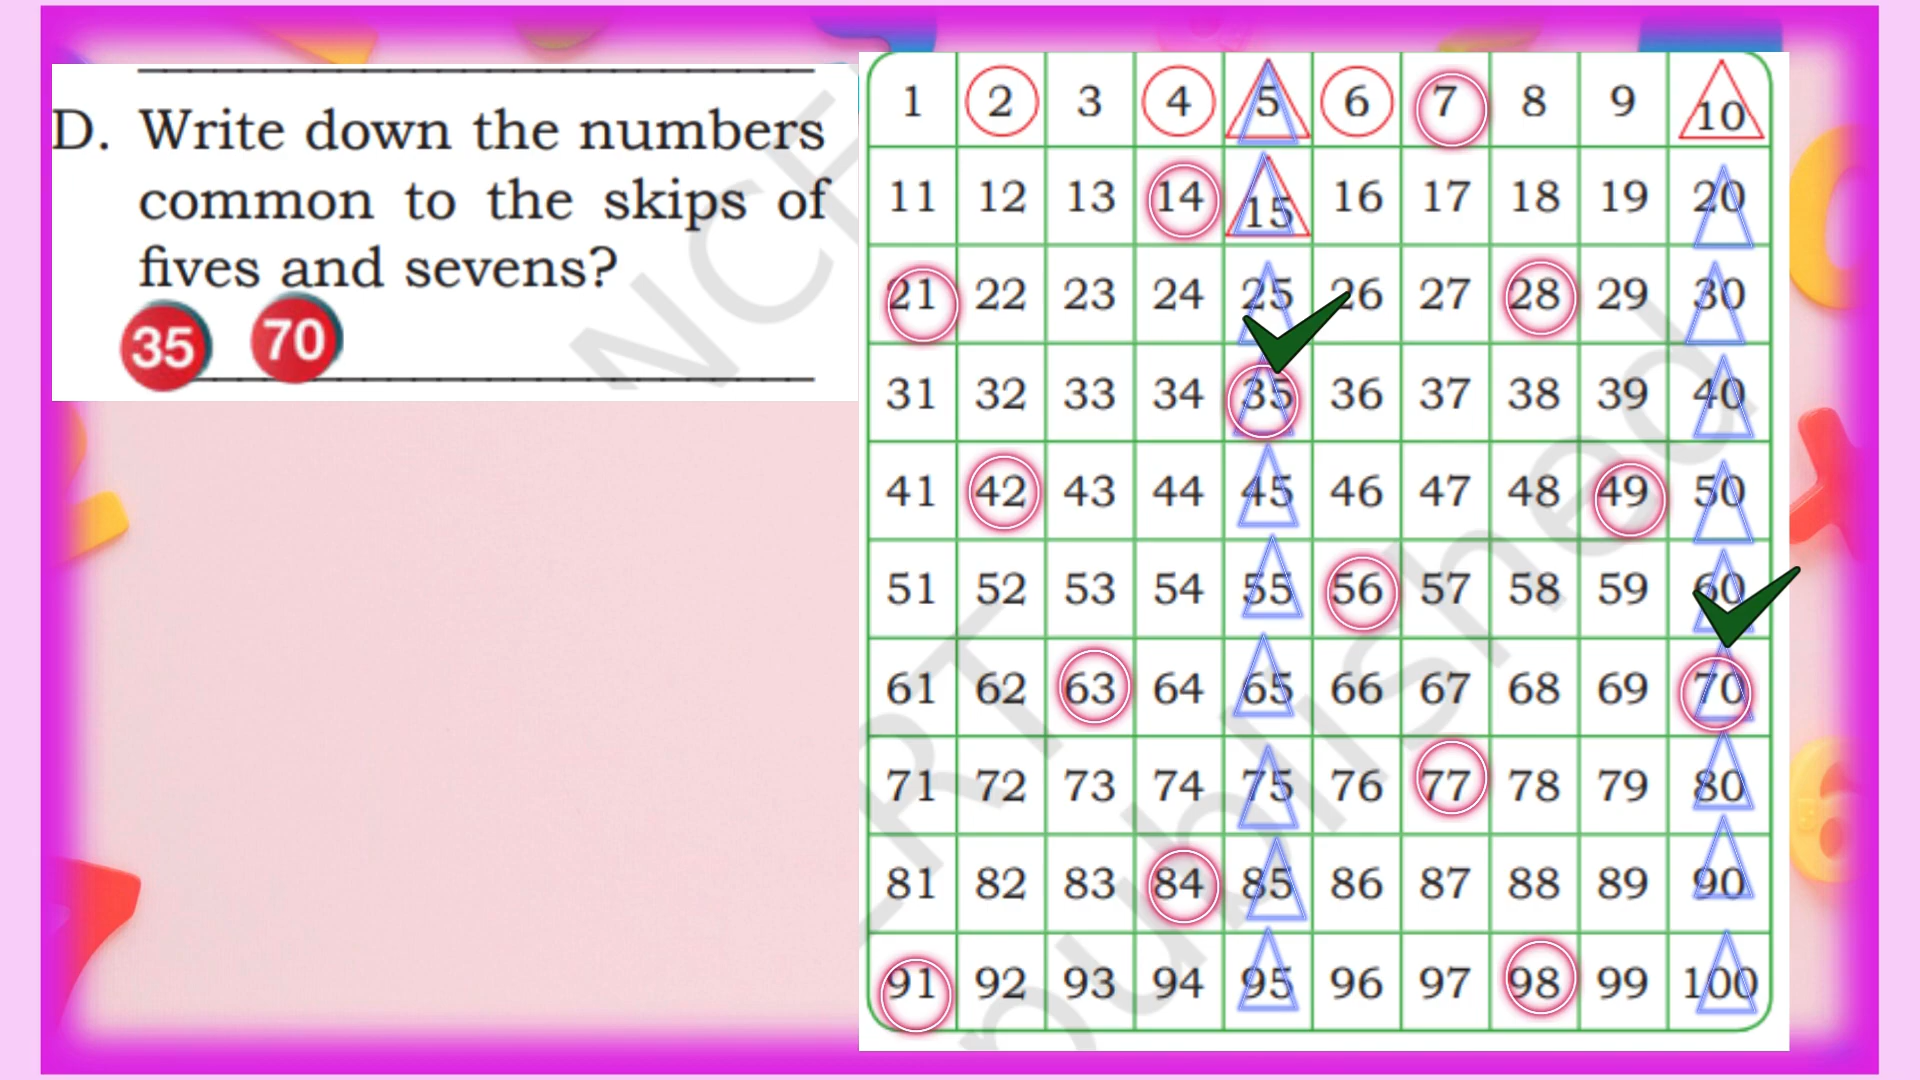 D. Write down the numbers
common to the skips of
fives and sevens?
35 70
1 2 3 4 5 6 7 8 9 10
11 12 13 14 15 16 17 18 19 20
21 22 23 24 25 26 27 28 29 30
31 32 33 34 35 36 37 38 39 40
41 42 43 44 45 46 47 48 49 50
51 52 53 54 55 56 57 58 59 60
61 62 63 64 65 66 67 68 69 70
71 72 73 74 75 76 77 78 79 80
81 82 83 84 85 86 87 88 89 90
91 92 93 94 95 96 97 98 99 100